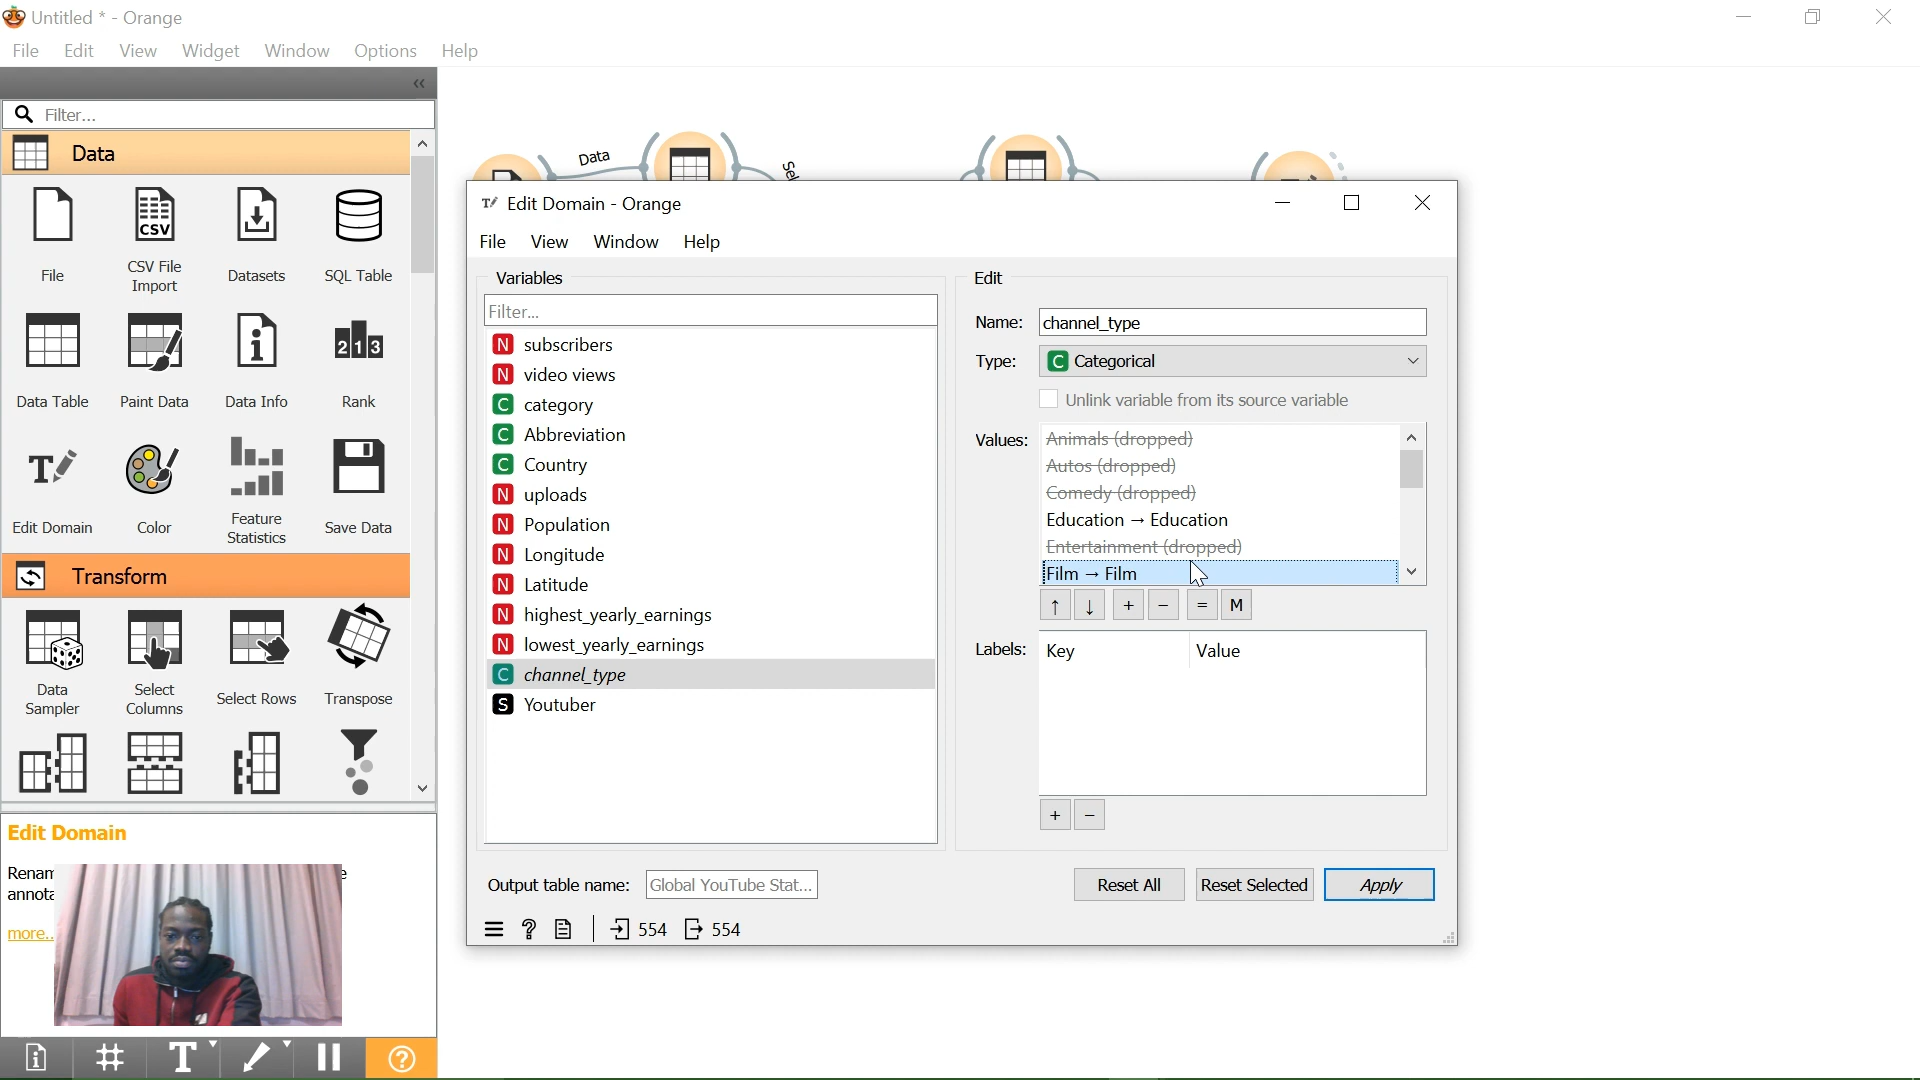 Untitled * - Orange
File Edit View Widget Window Options Help
Filter...
Data
File
CSV
CSV File Import
Datasets
SQL Table
Data Table
Paint Data
Data Info
213
Rank
Edit Domain
Color
Feature Statistics
Save Data
Transform
Data Sampler
Select Columns
Select Rows
Transpose
Edit Domain
more..
Data
Edit Domain - Orange
File View Window Help
Variables
Filter...
N subscribers
N video views
C category
C Abbreviation
C Country
N uploads
N Population
N Longitude
N Latitude
N highest_yearly_earnings
N lowest_yearly_earnings
C channel_type
S Youtuber
Edit
Name: channel_type
Type: C Categorical
Unlink variable from its source variable
Values: Animals (dropped)
Autos (dropped)
Comedy (dropped)
Education → Education
Entertainment (dropped)
Film → Film
↑ ↓ + − = M
Labels: Key Value
+ −
Output table name: Global YouTube Stat...
Reset All Reset Selected Apply
554 554